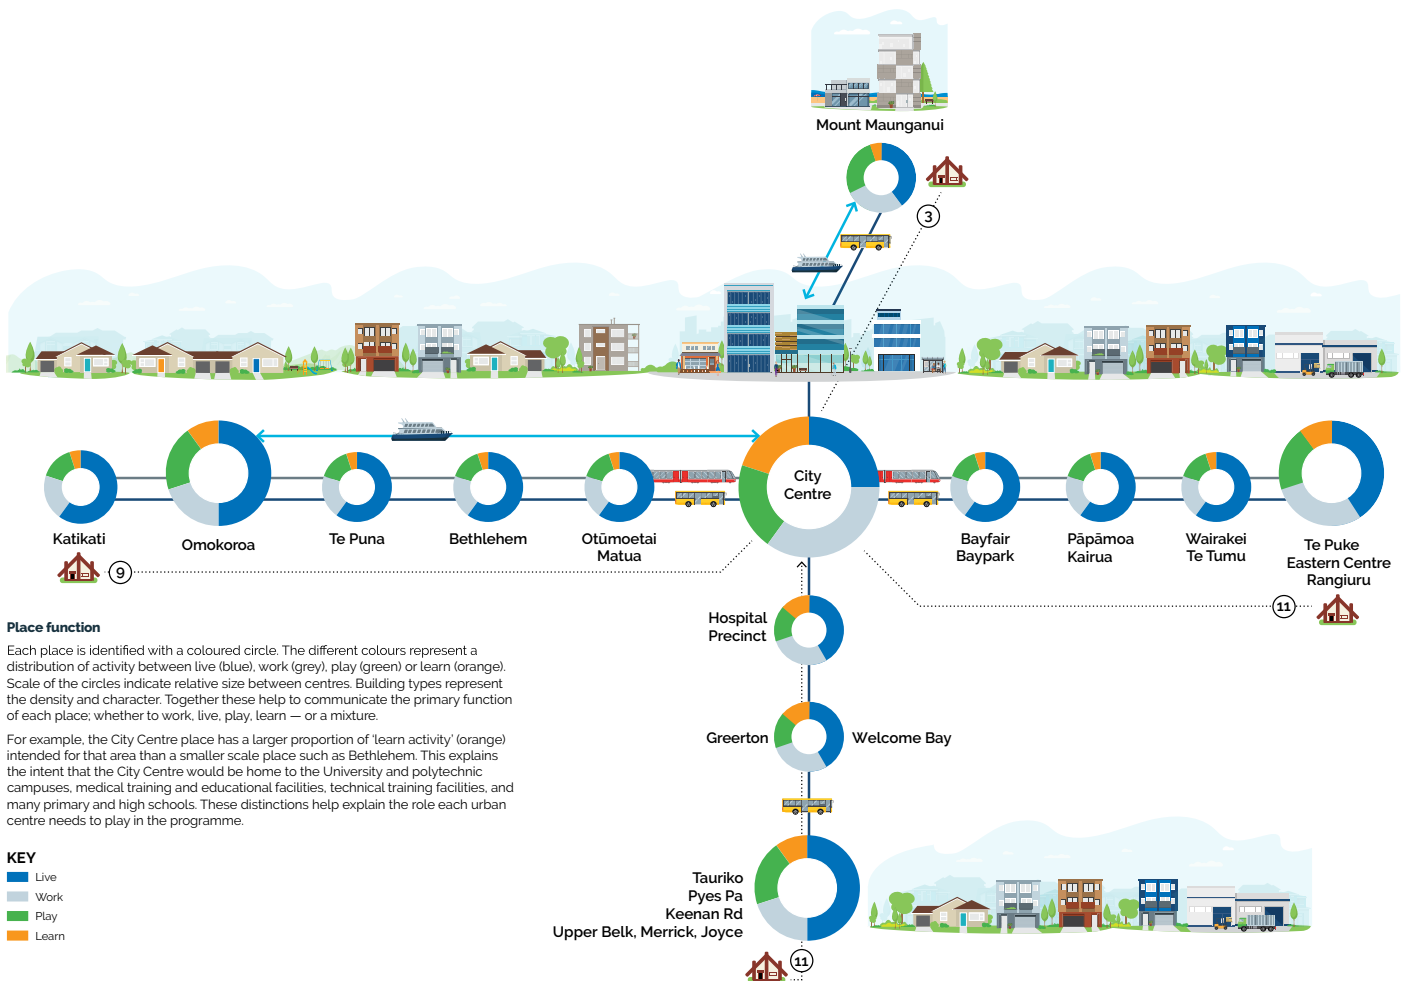 Mount Maunganui
3
City
Centre
Katikati
Omokoroa
Te Puna
Bethlehem
Otūmoetai
Matua
Bayfair
Baypark
Pāpāmoa
Kairua
Wairakei
Te Tumu
Te Puke
Eastern Centre
Rangiuru
9
11
Hospital
Precinct
Greerton
Welcome Bay
Tauriko
Pyes Pa
Keenan Rd
Upper Belk, Merrick, Joyce
11
Place function
Each place is identified with a coloured circle. The different colours represent a
distribution of activity between live (blue), work (grey), play (green) or learn (orange).
Scale of the circles indicate relative size between centres. Building types represent
the density and character. Together these help to communicate the primary function
of each place; whether to work, live, play, learn — or a mixture.
For example, the City Centre place has a larger proportion of ‘learn activity’ (orange)
intended for that area than a smaller scale place such as Bethlehem. This explains
the intent that the City Centre would be home to the University and polytechnic
campuses, medical training and educational facilities, technical training facilities, and
many primary and high schools. These distinctions help explain the role each urban
centre needs to play in the programme.
KEY
Live
Work
Play
Learn